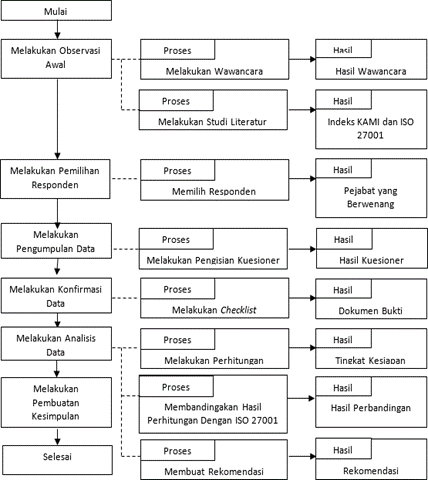 Mulai
Melakukan Observasi
Awal
Proses
Melakukan Wawancara
Hasil
Hasil Wawancara
Proses
Melakukan Studi Literatur
Hasil
Indeks KAMI dan ISO
27001
Melakukan Pemilihan
Responden
Proses
Memilih Responden
Hasil
Pejabat yang
Berwenang
Melakukan
Pengumpulan Data
Proses
Melakukan Pengisian Kuesioner
Hasil
Hasil Kuesioner
Melakukan Konfirmasi
Data
Proses
Melakukan Checklist
Hasil
Dokumen Bukti
Melakukan Analisis
Data
Proses
Melakukan Perhitungan
Hasil
Tingkat Kesiapan
Melakukan
Pembuatan
Kesimpulan
Proses
Membandingakan Hasil
Perhitungan Dengan ISO 27001
Hasil
Hasil Perbandingan
Selesai
Proses
Membuat Rekomendasi
Hasil
Rekomendasi